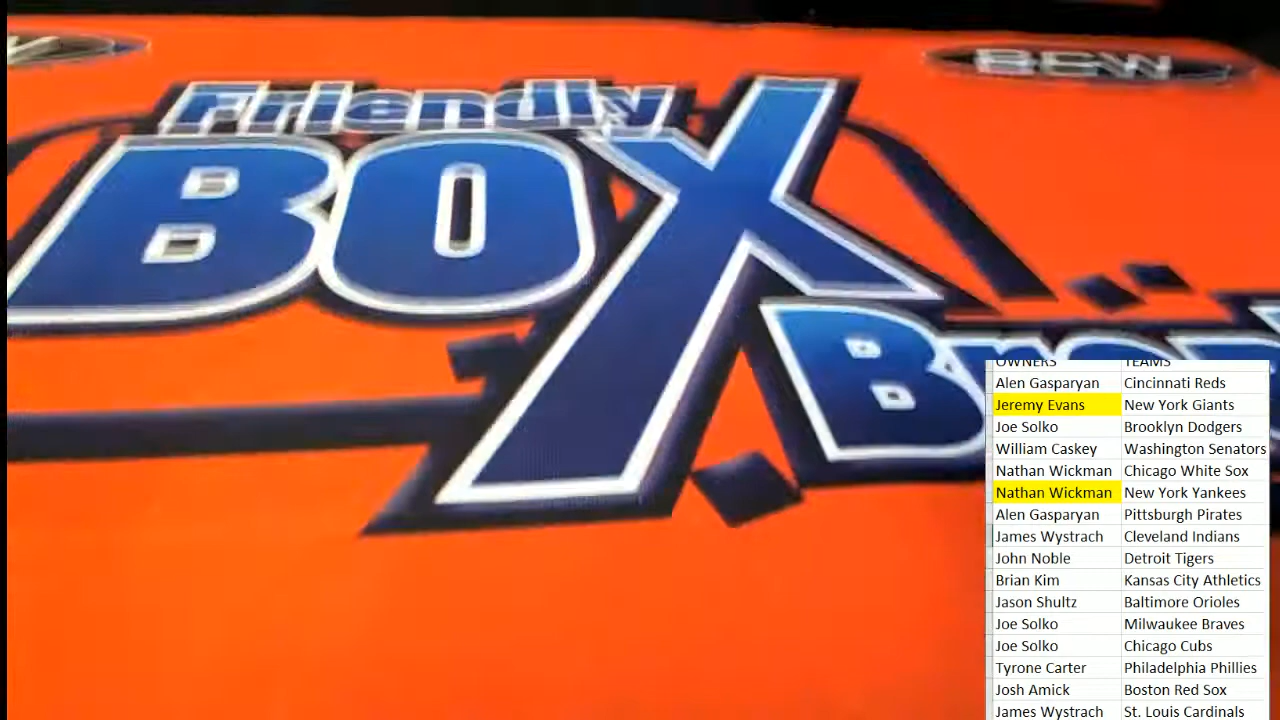 BCW
Friendly
BOX
OWNERS TEAMS
Alen Gasparyan Cincinnati Reds
Jeremy Evans New York Giants
Joe Solko Brooklyn Dodgers
William Caskey Washington Senators
Nathan Wickman Chicago White Sox
Nathan Wickman New York Yankees
Alen Gasparyan Pittsburgh Pirates
James Wystrach Cleveland Indians
John Noble Detroit Tigers
Brian Kim Kansas City Athletics
Jason Shultz Baltimore Orioles
Joe Solko Milwaukee Braves
Joe Solko Chicago Cubs
Tyrone Carter Philadelphia Phillies
Josh Amick Boston Red Sox
James Wystrach St. Louis Cardinals